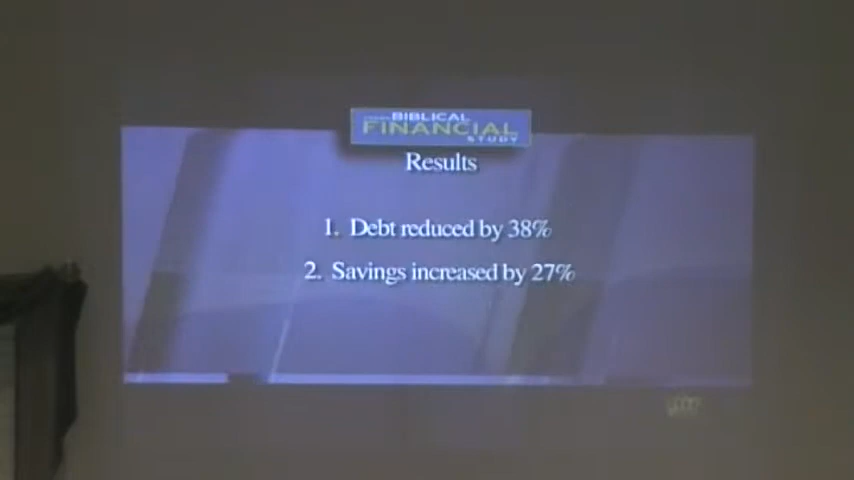 BIBLICAL
FINANCIAL
STUDY
Results
1. Debt reduced by 38%
2. Savings increased by 27%